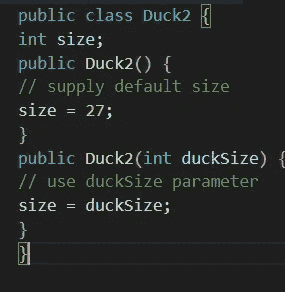 public class Duck2 {
int size;
public Duck2() {
// supply default size
size = 27;
}
public Duck2(int duckSize) {
// use duckSize parameter
size = duckSize;
}
}